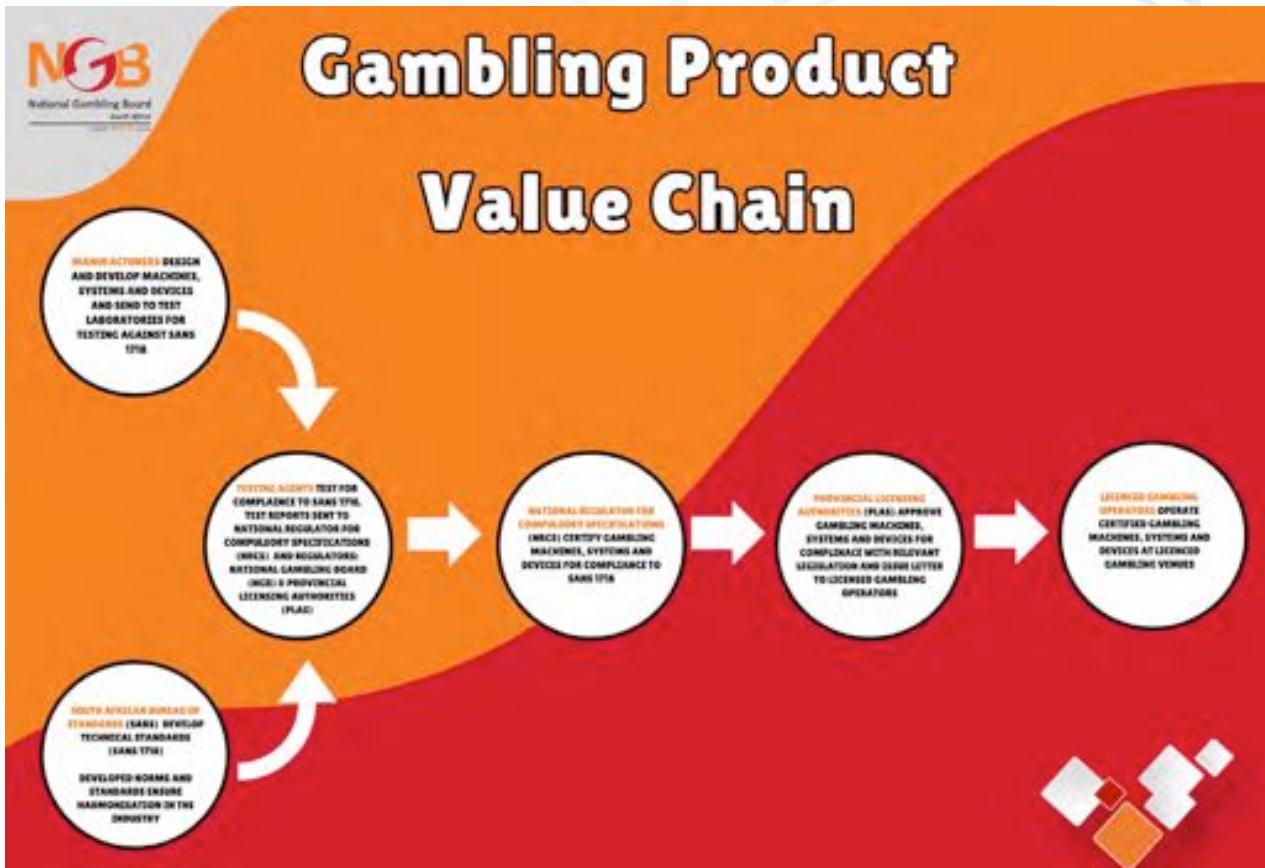 NGB
National Gambling Board
South Africa
Gambling Product
Value Chain
MANUFACTURERS DESIGN
AND DEVELOP MACHINES,
SYSTEMS AND DEVICES
AND SEND TO TEST
LABORATORIES FOR
TESTING AGAINST SANS
1718
TESTING AGENTS TEST FOR
COMPLAINCE TO SANS 1718.
TEST REPORTS SENT TO
NATIONAL REGULATOR FOR
COMPULSORY SPECIFICATIONS
(NRCS) AND REGULATORS:
NATIONAL GAMBLING BOARD
(NGB) & PROVINCIAL
LICENSING AUTHORITIES
(PLAS)
SOUTH AFRICAN BUREAU OF
STANDARDS (SANS) DEVELOP
TECHNICAL STANDARDS
(SANS 1718)
DEVELOPED NORMS AND
STANDARDS ENSURE
HARMONISATION IN THE
INDUSTRY
NATIONAL REGULATOR FOR
COMPULSORY SPECIFICATIONS
(NRCS) CERTIFY GAMBLING
MACHINES, SYSTEMS AND
DEVICES FOR COMPLIANCE TO
SANS 1718
PROVINCIAL LICENSING
AUTHORITIES (PLAS) APPROVE
GAMBLING MACHINES,
SYSTEMS AND DEVICES FOR
COMPLINACE WITH RELEVANT
LEGISLATION AND ISSUE LETTER
TO LICENSED GAMBLING
OPERATORS
LICENCED GAMBLING
OPERATORS OPERATE
CERTIFIED GAMBLING
MACHINES, SYSTEMS AND
DEVICES AT LICENCED
GAMBLING VENUES